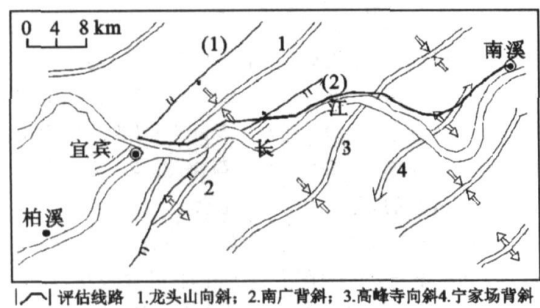 0 4 8 km
(1) 1
(2)
南溪
江
宜宾
长
2
3
4
柏溪
评估线路 1.龙头山向斜；2.南广背斜；3.高峰寺向斜4.宁家场背斜